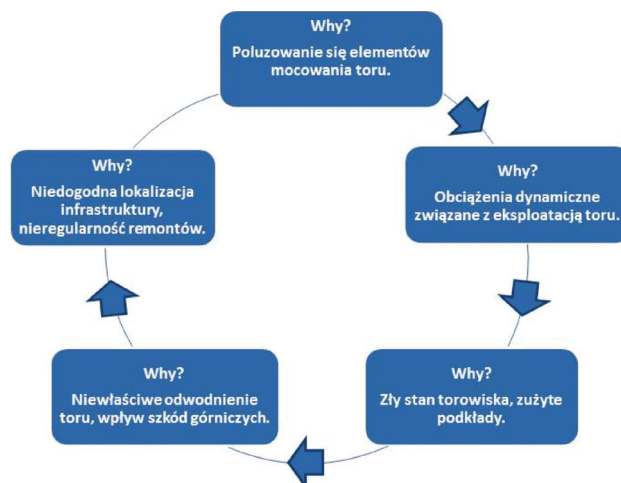 Why?
Poluzowanie się elementów
mocowania toru.
Why?
Obciążenia dynamiczne
związane z eksploatacją toru.
Why?
Zły stan torowiska, zużyte
podkłady.
Why?
Niewłaściwe odwodnienie
toru, wpływ szkód górniczych.
Why?
Niedogodna lokalizacja
infrastruktury,
nieregularność remontów.